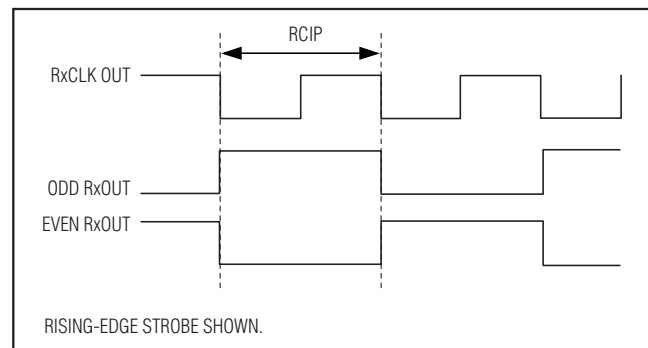 RCIP
RxCLK OUT
ODD RxOUT
EVEN RxOUT
RISING-EDGE STROBE SHOWN.